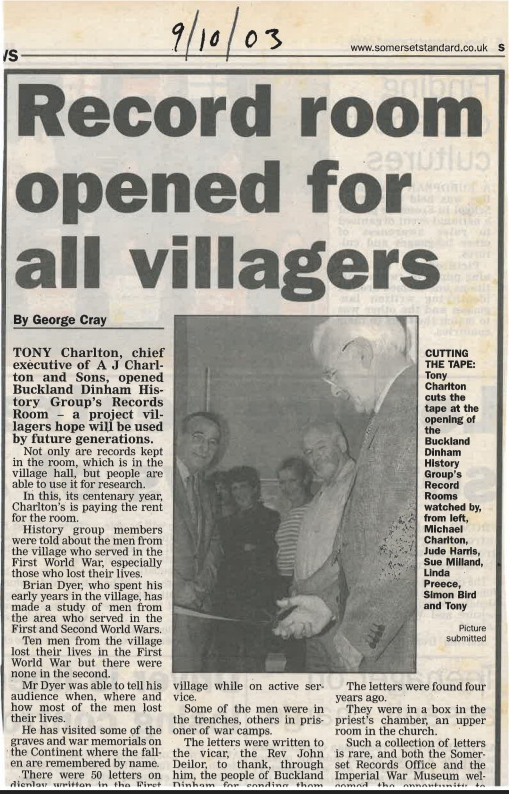 9/10/03
www.somersetstandard.co.uk S
/S
Record room
opened for
all villagers
By George Cray
TONY Charlton, chief
executive of A J Charl-
ton and Sons, opened
Buckland Dinham His-
tory Group's Records
Room – a project vil-
lagers hope will be used
by future generations.
Not only are records kept
in the room, which is in the
village hall, but people are
able to use it for research.
In this, its centenary year,
Charlton's is paying the rent
for the room.
History group members
were told about the men from
the village who served in the
First World War, especially
those who lost their lives.
Brian Dyer, who spent his
early years in the village, has
made a study of men from
the area who served in the
First and Second World Wars.
Ten men from the village
lost their lives in the First
World War but there were
none in the second.
Mr Dyer was able to tell his
audience when, where and
how most of the men lost
their lives.
He has visited some of the
graves and war memorials on
the Continent where the fall-
en are remembered by name.
There were 50 letters on
display written in the First
CUTTING
THE TAPE:
Tony
Charlton
cuts the
tape at the
opening of
the
Buckland
Dinham
History
Group's
Record
Rooms
watched by,
from left,
Michael
Charlton,
Jude Harris,
Sue Milland,
Linda
Preece,
Simon Bird
and Tony
Picture
submitted
village while on active ser-
vice.
Some of the men were in
the trenches, others in pris-
oner of war camps.
The letters were written to
the vicar, the Rev John
Deilor, to thank, through
him, the people of Buckland
Dinham for sending them
The letters were found four
years ago.
They were in a box in the
priest's chamber, an upper
room in the church.
Such a collection of letters
is rare, and both the Somer-
set Records Office and the
Imperial War Museum wel-
comed the opportunity to